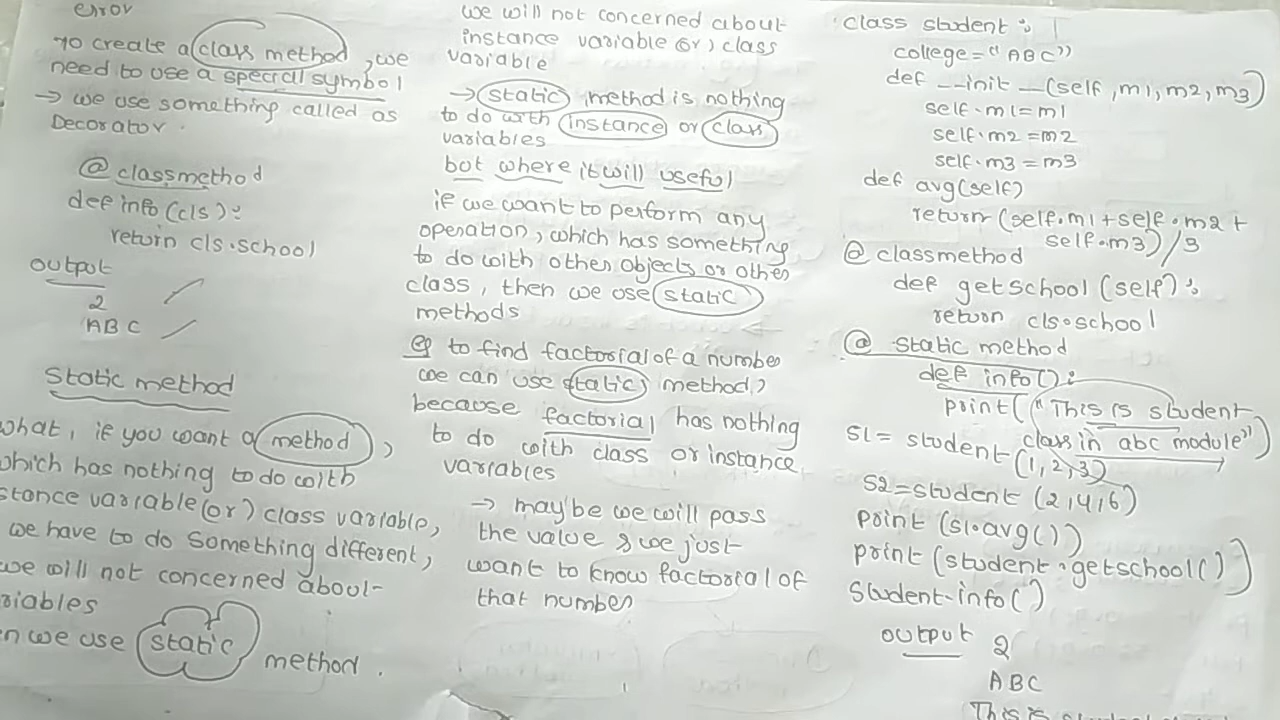 error
To create a class method, we
need to use a special symbol
→ we use something called as
Decorator.
@classmethod
def info(cls):
return cls.school
output
2
ABC
Static method
what, if you want a method,
which has nothing to do with
stance variable (or) class variable,
we have to do something different,
we will not concerned about
riables
n we use static method.
we will not concerned about
instance variable (or) class
variable
→ static method is nothing
to do with instance or class
variables
but where it will useful
if we want to perform any
operation, which has something
to do with other objects or other
class, then we use static
methods
eg to find factorial of a number
we can use static method,
because factorial has nothing
to do with class or instance
variables
→ maybe we will pass
the value & we just
want to know factorial of
that number
class student:
college="ABC"
def __init__(self, m1, m2, m3)
self.m1=m1
self.m2=m2
self.m3=m3
def avg(self)
return (self.m1+self.m2+
self.m3)/3
@classmethod
def getschool(self):
return cls.school
@ static method
def info():
print("This is student
class in abc module")
s1= student(1,2,3)
s2=student(2,4,6)
print (s1.avg())
print (student.getschool())
student.info()
output 2
ABC
This is student